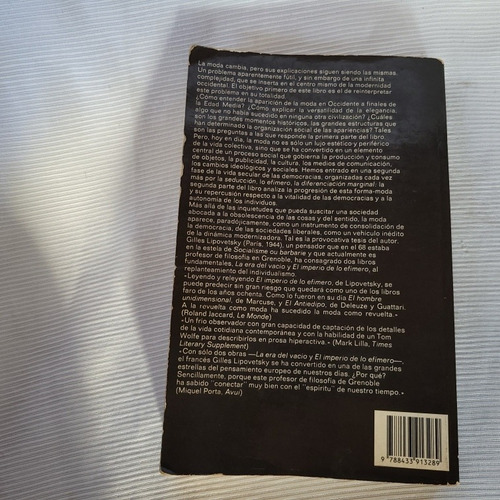 La moda cambia, pero sus explicaciones siguen siendo las mismas.
Un problema aparentemente fútil, y sin embargo de una infinita
complejidad, que se inserta en el centro mismo de la modernidad
occidental. El objetivo primero de este libro es el de reinterpretar
este problema en su totalidad.
¿Cómo entender la aparición de la moda en Occidente a finales de
la Edad Media? ¿Cómo explicar la versatilidad de la elegancia,
algo que no había sucedido en ninguna otra civilización? ¿Cuáles
son los grandes momentos históricos, las grandes estructuras que
han determinado la organización social de las apariencias? Tales
son las preguntas a las que responde la primera parte del libro.
Pero, hoy en día, la moda no es sólo un lujo estético y periférico
de la vida colectiva, sino que se ha convertido en un elemento
central de un proceso social que gobierna la producción y consumo
de objetos, la publicidad, la cultura, los medios de comunicación,
los cambios ideológicos y sociales. Hemos entrado en una segunda
fase de la vida secular de las democracias, organizadas cada vez
más por la seducción, lo efímero, la diferenciación marginal: la
segunda parte del libro analiza la progresión de esta forma-moda
y su repercusión respecto a la vitalidad de las democracias y a la
autonomía de los individuos.
Más allá de las inquietudes que pueda suscitar una sociedad
abocada a la obsolescencia de las cosas y del sentido, la moda
aparece, paradójicamente, como un instrumento de consolidación de
la democracia, de las sociedades liberales, como un vehículo inédito
de la dinámica modernizadora. Tal es la provocativa tesis del autor.
Gilles Lipovetsky (París, 1944), un pensador que en el 68 estaba
en la estela de Socialisme ou barbarie y que actualmente es
profesor de filosofía en Grenoble, ha consagrado dos libros
fundamentales, La era del vacío y El imperio de lo efímero, al
replanteamiento del individualismo.
«Leyendo y releyendo El imperio de lo efímero, de Lipovetsky, se
puede predecir sin gran riesgo que quedará como uno de los libros
faro de los años ochenta. Como lo fueron en su día El hombre
unidimensional, de Marcuse, y El Antiedipo, de Deleuze y Guattari.
A la revuelta como moda ha sucedido la moda como revuelta.»
(Roland Jaccard, Le Monde)
«Un frío observador con gran capacidad de captación de los detalles
de la vida cotidiana contemporánea y con la habilidad de un Tom
Wolfe para describirlos en prosa hiperactiva.» (Mark Lilla, Times
Literary Supplement)
«Con sólo dos obras —La era del vacío y El imperio de lo efímero—,
el francés Gilles Lipovetsky se ha convertido en una de las grandes
estrellas del pensamiento europeo de nuestros días. ¿Por qué?
Sencillamente, porque este profesor de filosofía de Grenoble
ha sabido "conectar" muy bien con el "espíritu" de nuestro tiempo.»
(Miquel Porta, Avui)
9 788433 913289